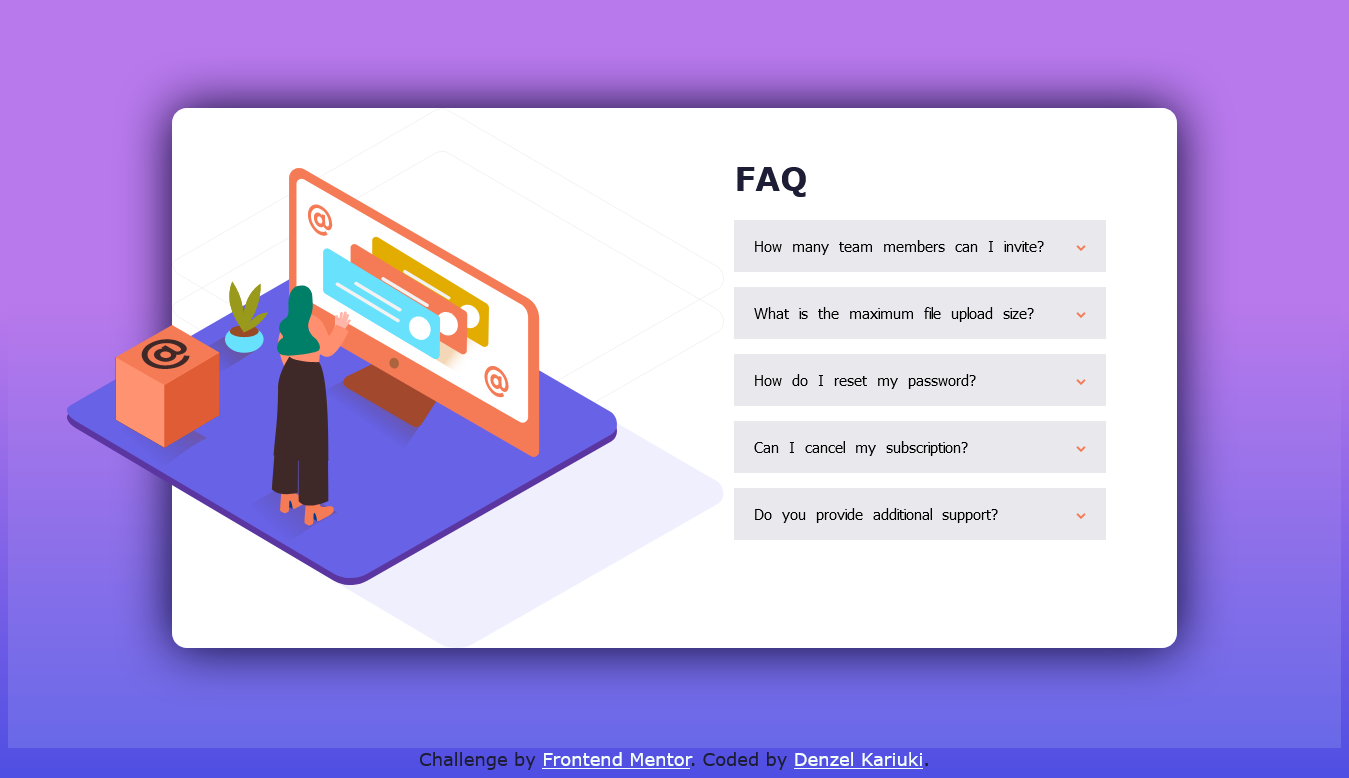 FAQ
How many team members can I invite?
What is the maximum file upload size?
How do I reset my password?
Can I cancel my subscription?
Do you provide additional support?
@
@
@
Challenge by Frontend Mentor. Coded by Denzel Kariuki.